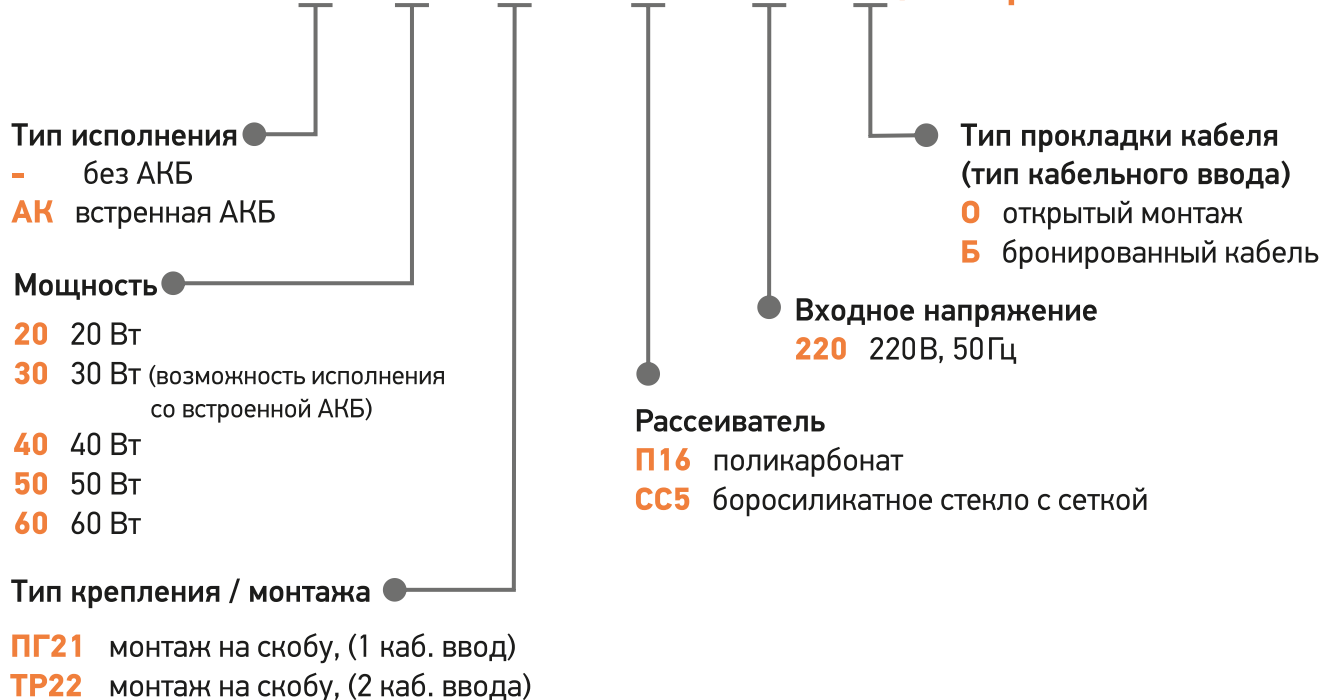 Тип исполнения
- без АКБ
АК встренная АКБ
Мощность
20 20 Вт
30 30 Вт (возможность исполнения
со встроенной АКБ)
40 40 Вт
50 50 Вт
60 60 Вт
Тип крепления / монтажа
ПГ21 монтаж на скобу, (1 каб. ввод)
ТР22 монтаж на скобу, (2 каб. ввода)
Рассеиватель
П16 поликарбонат
СС5 боросиликатное стекло с сеткой
Входное напряжение
220 220В, 50Гц
Тип прокладки кабеля
(тип кабельного ввода)
О открытый монтаж
Б бронированный кабель